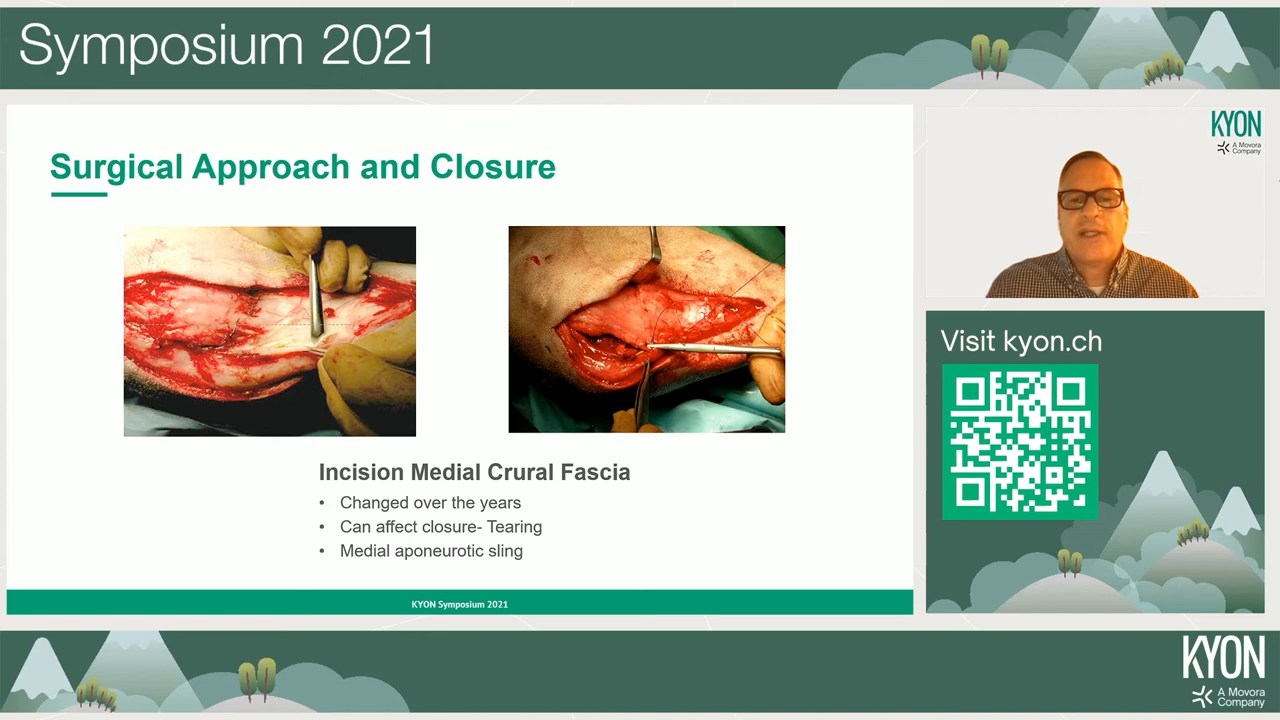 Symposium 2021
Surgical Approach and Closure
Incision Medial Crural Fascia
• Changed over the years
• Can affect closure- Tearing
• Medial aponeurotic sling
KYON Symposium 2021
KYON
A Movora
Company
Visit kyon.ch
KYON
A Movora
Company